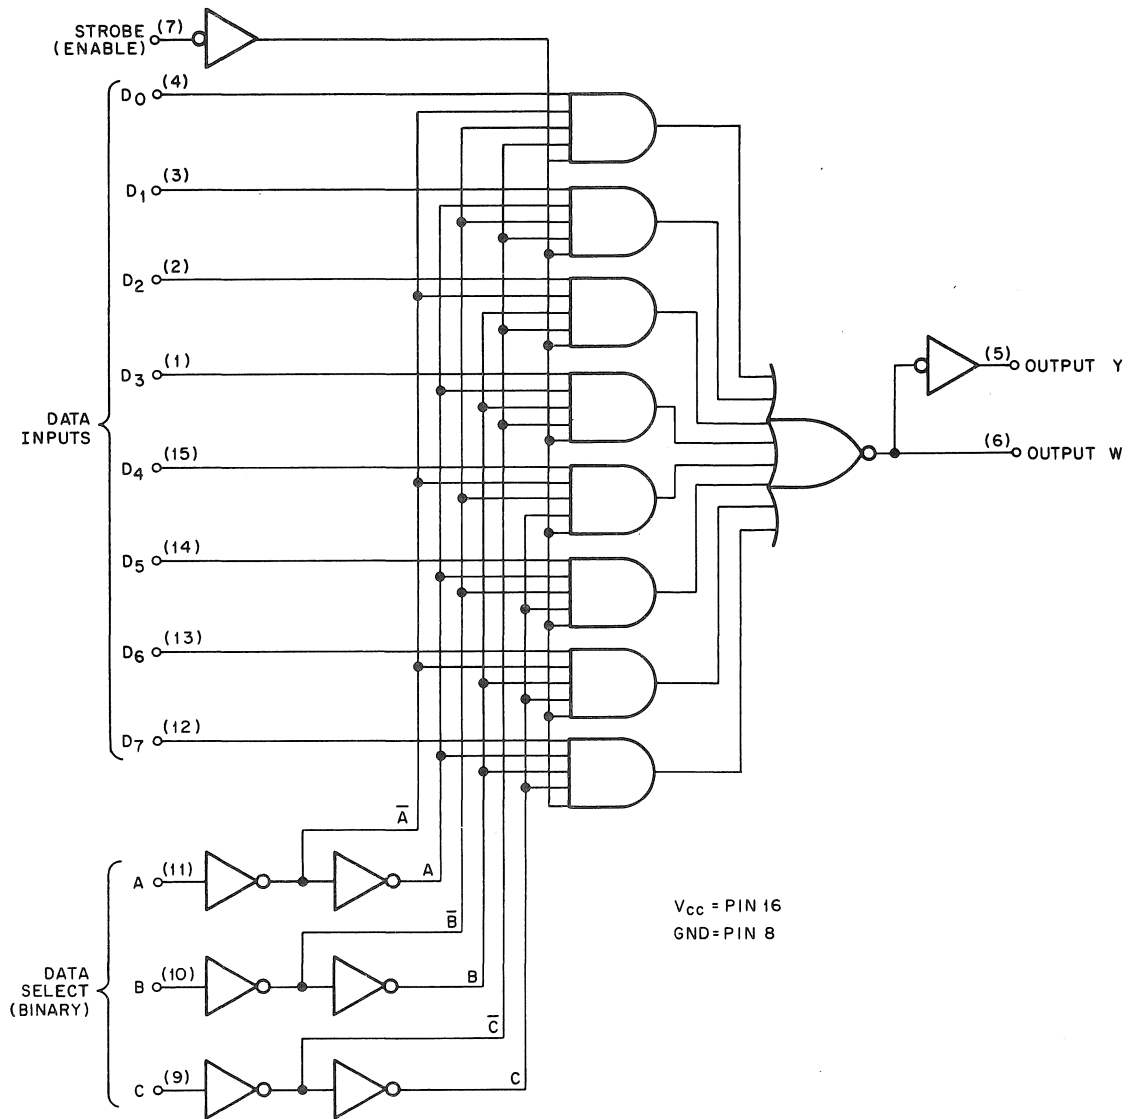 STROBE (7)
(ENABLE)
D0 (4)
D1 (3)
D2 (2)
D3 (1)
DATA
INPUTS
D4 (15)
D5 (14)
D6 (13)
D7 (12)
(5) OUTPUT Y
(6) OUTPUT W
A̅
A (11)
A
B̅
DATA
SELECT
(BINARY)
B (10)
B
C̅
C (9)
C
VCC = PIN 16
GND = PIN 8